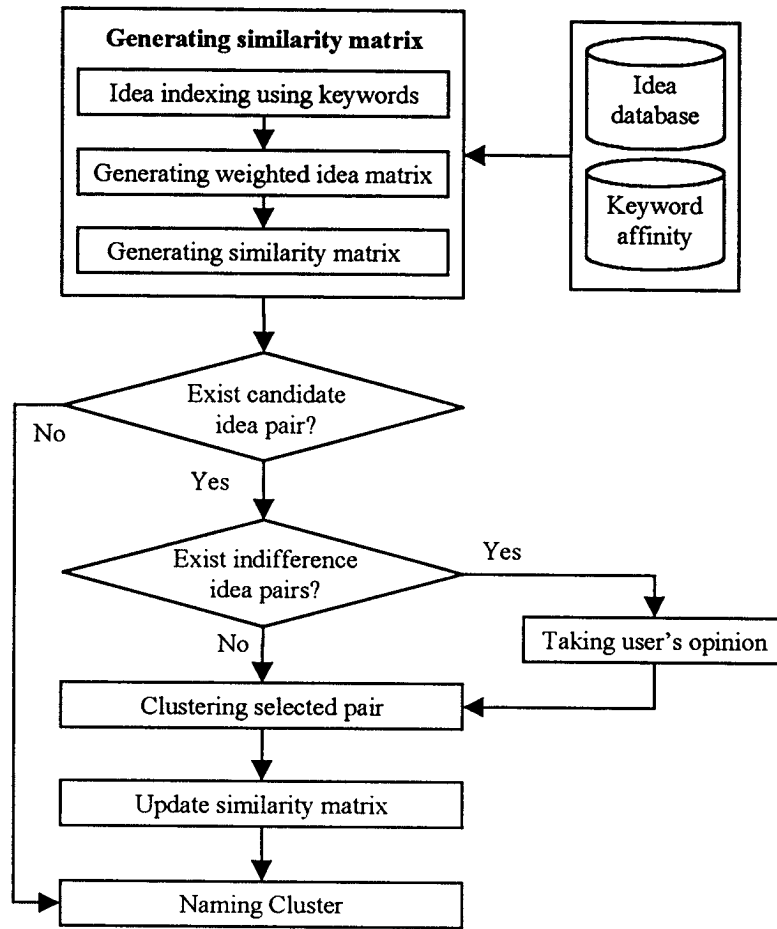 Generating similarity matrix
Idea indexing using keywords
Generating weighted idea matrix
Generating similarity matrix
Idea
database
Keyword
affinity
Exist candidate
idea pair?
No
Yes
Exist indifference
idea pairs?
Yes
No
Taking user's opinion
Clustering selected pair
Update similarity matrix
Naming Cluster